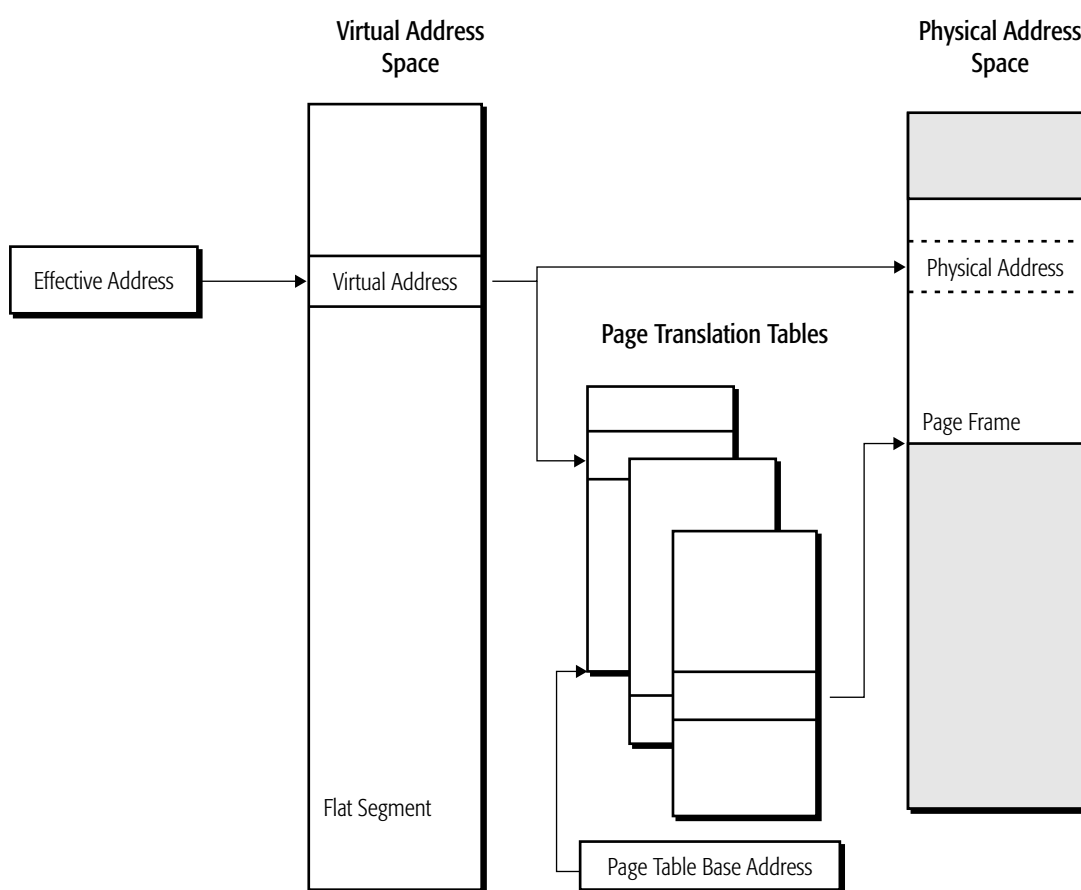 Virtual Address
Space
Physical Address
Space
Effective Address
Virtual Address
Physical Address
Page Translation Tables
Page Frame
Flat Segment
Page Table Base Address